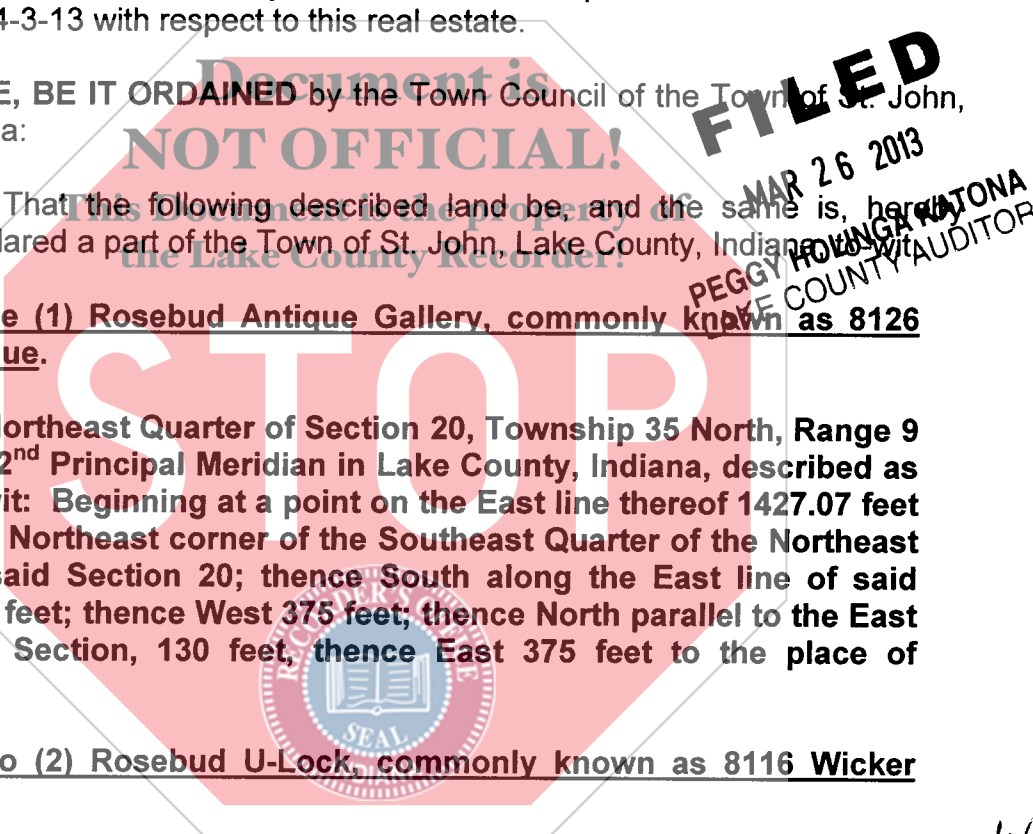 4-3-13 with respect to this real estate.
E, BE IT ORDAINED by the Town Council of the Town of St. John,
a:
That the following described land be, and the same is, hereby
lared a part of the Town of St. John, Lake County, Indiana, to wit
e (1) Rosebud Antique Gallery, commonly known as 8126
ue.
ortheast Quarter of Section 20, Township 35 North, Range 9
2nd Principal Meridian in Lake County, Indiana, described as
vit: Beginning at a point on the East line thereof 1427.07 feet
Northeast corner of the Southeast Quarter of the Northeast
said Section 20; thence South along the East line of said
feet; thence West 375 feet; thence North parallel to the East
Section, 130 feet, thence East 375 feet to the place of
o (2) Rosebud U-Lock, commonly known as 8116 Wicker
FILED
MAR 26 2013
PEGGY HOLINGA KATONA
LAKE COUNTY AUDITOR
Document is
NOT OFFICIAL!
This Document is the property of
the Lake County Recorder!
STOP
RECORDER'S OFFICE
SEAL
INDIANA